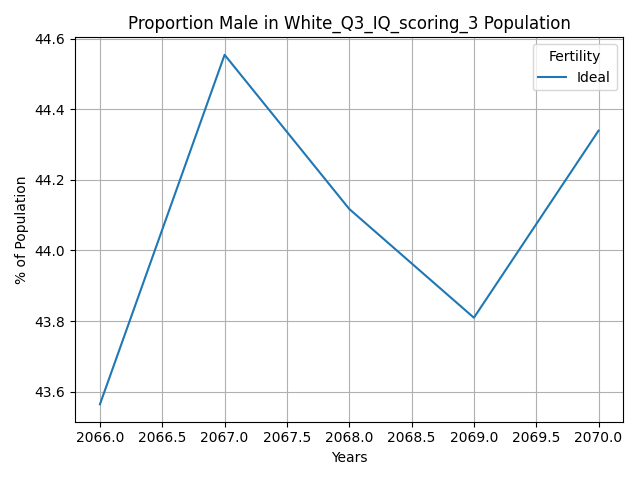 Proportion Male in White_Q3_IQ_scoring_3 Population
44.6
44.4
44.2
44.0
43.8
43.6
% of Population
Fertility
Ideal
2066.0 2066.5 2067.0 2067.5 2068.0 2068.5 2069.0 2069.5 2070.0
Years